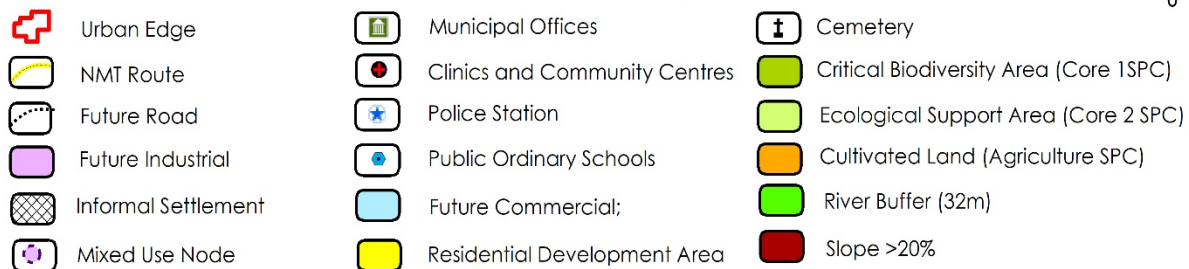 Urban Edge
NMT Route
Future Road
Future Industrial
Informal Settlement
Mixed Use Node
Municipal Offices
Clinics and Community Centres
Police Station
Public Ordinary Schools
Future Commercial;
Residential Development Area
Cemetery
Critical Biodiversity Area (Core 1SPC)
Ecological Support Area (Core 2 SPC)
Cultivated Land (Agriculture SPC)
River Buffer (32m)
Slope >20%